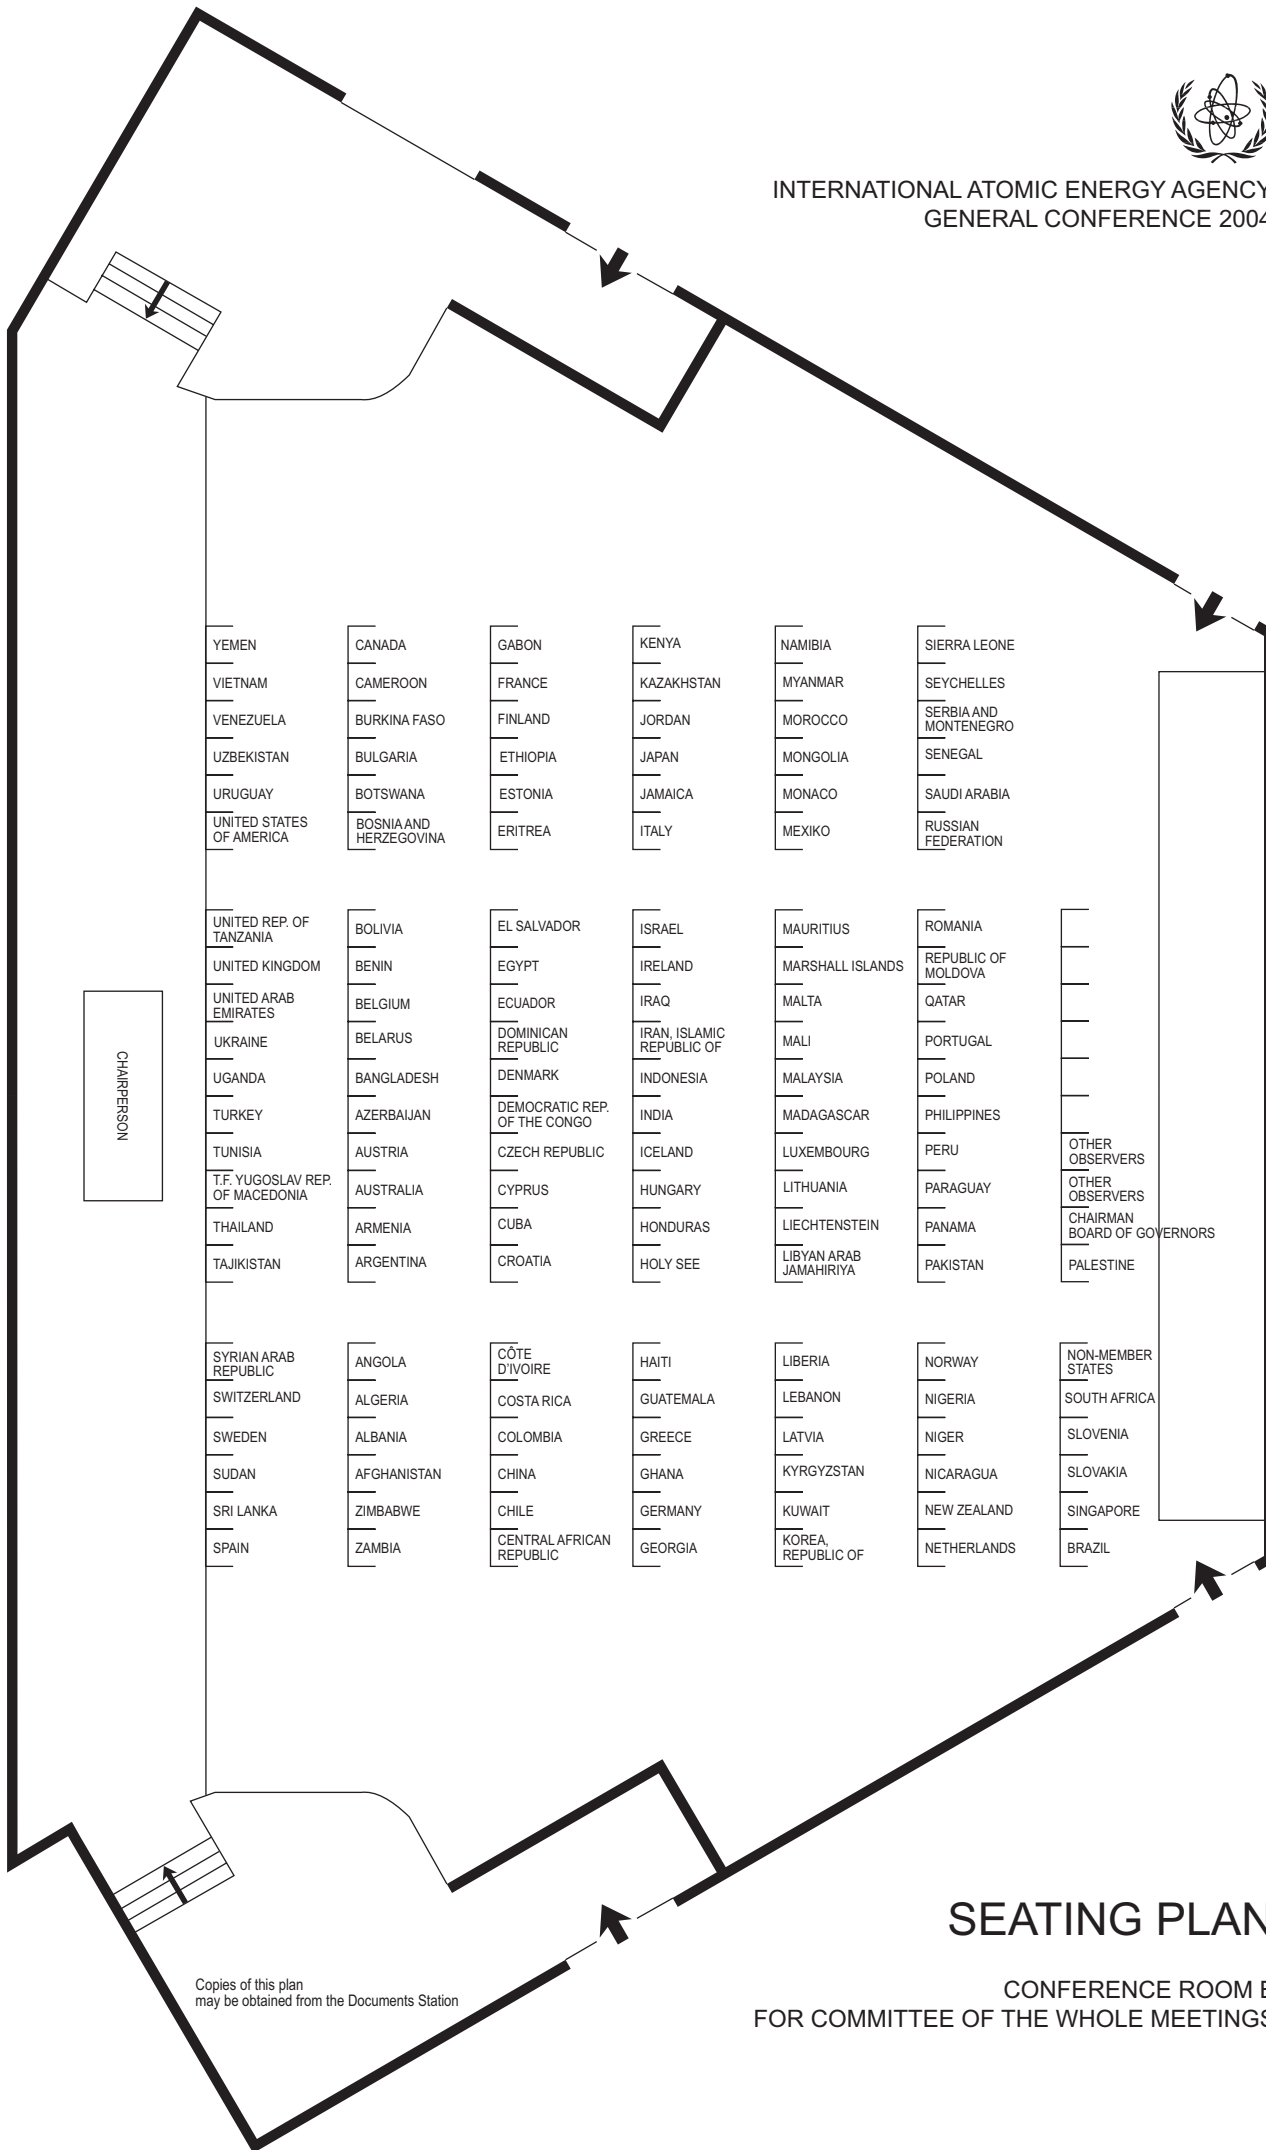 INTERNATIONAL ATOMIC ENERGY AGENCY
GENERAL CONFERENCE 2004
YEMEN
VIETNAM
VENEZUELA
UZBEKISTAN
URUGUAY
UNITED STATES
OF AMERICA
CANADA
CAMEROON
BURKINA FASO
BULGARIA
BOTSWANA
BOSNIA AND
HERZEGOVINA
GABON
FRANCE
FINLAND
ETHIOPIA
ESTONIA
ERITREA
KENYA
KAZAKHSTAN
JORDAN
JAPAN
JAMAICA
ITALY
NAMIBIA
MYANMAR
MOROCCO
MONGOLIA
MONACO
MEXIKO
SIERRA LEONE
SEYCHELLES
SERBIA AND
MONTENEGRO
SENEGAL
SAUDI ARABIA
RUSSIAN
FEDERATION
CHAIRPERSON
UNITED REP. OF
TANZANIA
UNITED KINGDOM
UNITED ARAB
EMIRATES
UKRAINE
UGANDA
TURKEY
TUNISIA
T.F. YUGOSLAV REP.
OF MACEDONIA
THAILAND
TAJIKISTAN
BOLIVIA
BENIN
BELGIUM
BELARUS
BANGLADESH
AZERBAIJAN
AUSTRIA
AUSTRALIA
ARMENIA
ARGENTINA
EL SALVADOR
EGYPT
ECUADOR
DOMINICAN
REPUBLIC
DENMARK
DEMOCRATIC REP.
OF THE CONGO
CZECH REPUBLIC
CYPRUS
CUBA
CROATIA
ISRAEL
IRELAND
IRAQ
IRAN, ISLAMIC
REPUBLIC OF
INDONESIA
INDIA
ICELAND
HUNGARY
HONDURAS
HOLY SEE
MAURITIUS
MARSHALL ISLANDS
MALTA
MALI
MALAYSIA
MADAGASCAR
LUXEMBOURG
LITHUANIA
LIECHTENSTEIN
LIBYAN ARAB
JAMAHIRIYA
ROMANIA
REPUBLIC OF
MOLDOVA
QATAR
PORTUGAL
POLAND
PHILIPPINES
PERU
PARAGUAY
PANAMA
PAKISTAN
OTHER
OBSERVERS
OTHER
OBSERVERS
CHAIRMAN
BOARD OF GOVERNORS
PALESTINE
SYRIAN ARAB
REPUBLIC
SWITZERLAND
SWEDEN
SUDAN
SRI LANKA
SPAIN
ANGOLA
ALGERIA
ALBANIA
AFGHANISTAN
ZIMBABWE
ZAMBIA
CÔTE
D'IVOIRE
COSTA RICA
COLOMBIA
CHINA
CHILE
CENTRAL AFRICAN
REPUBLIC
HAITI
GUATEMALA
GREECE
GHANA
GERMANY
GEORGIA
LIBERIA
LEBANON
LATVIA
KYRGYZSTAN
KUWAIT
KOREA,
REPUBLIC OF
NORWAY
NIGERIA
NIGER
NICARAGUA
NEW ZEALAND
NETHERLANDS
NON-MEMBER
STATES
SOUTH AFRICA
SLOVENIA
SLOVAKIA
SINGAPORE
BRAZIL
SEATING PLAN
CONFERENCE ROOM
FOR COMMITTEE OF THE WHOLE MEETINGS
Copies of this plan
may be obtained from the Documents Station